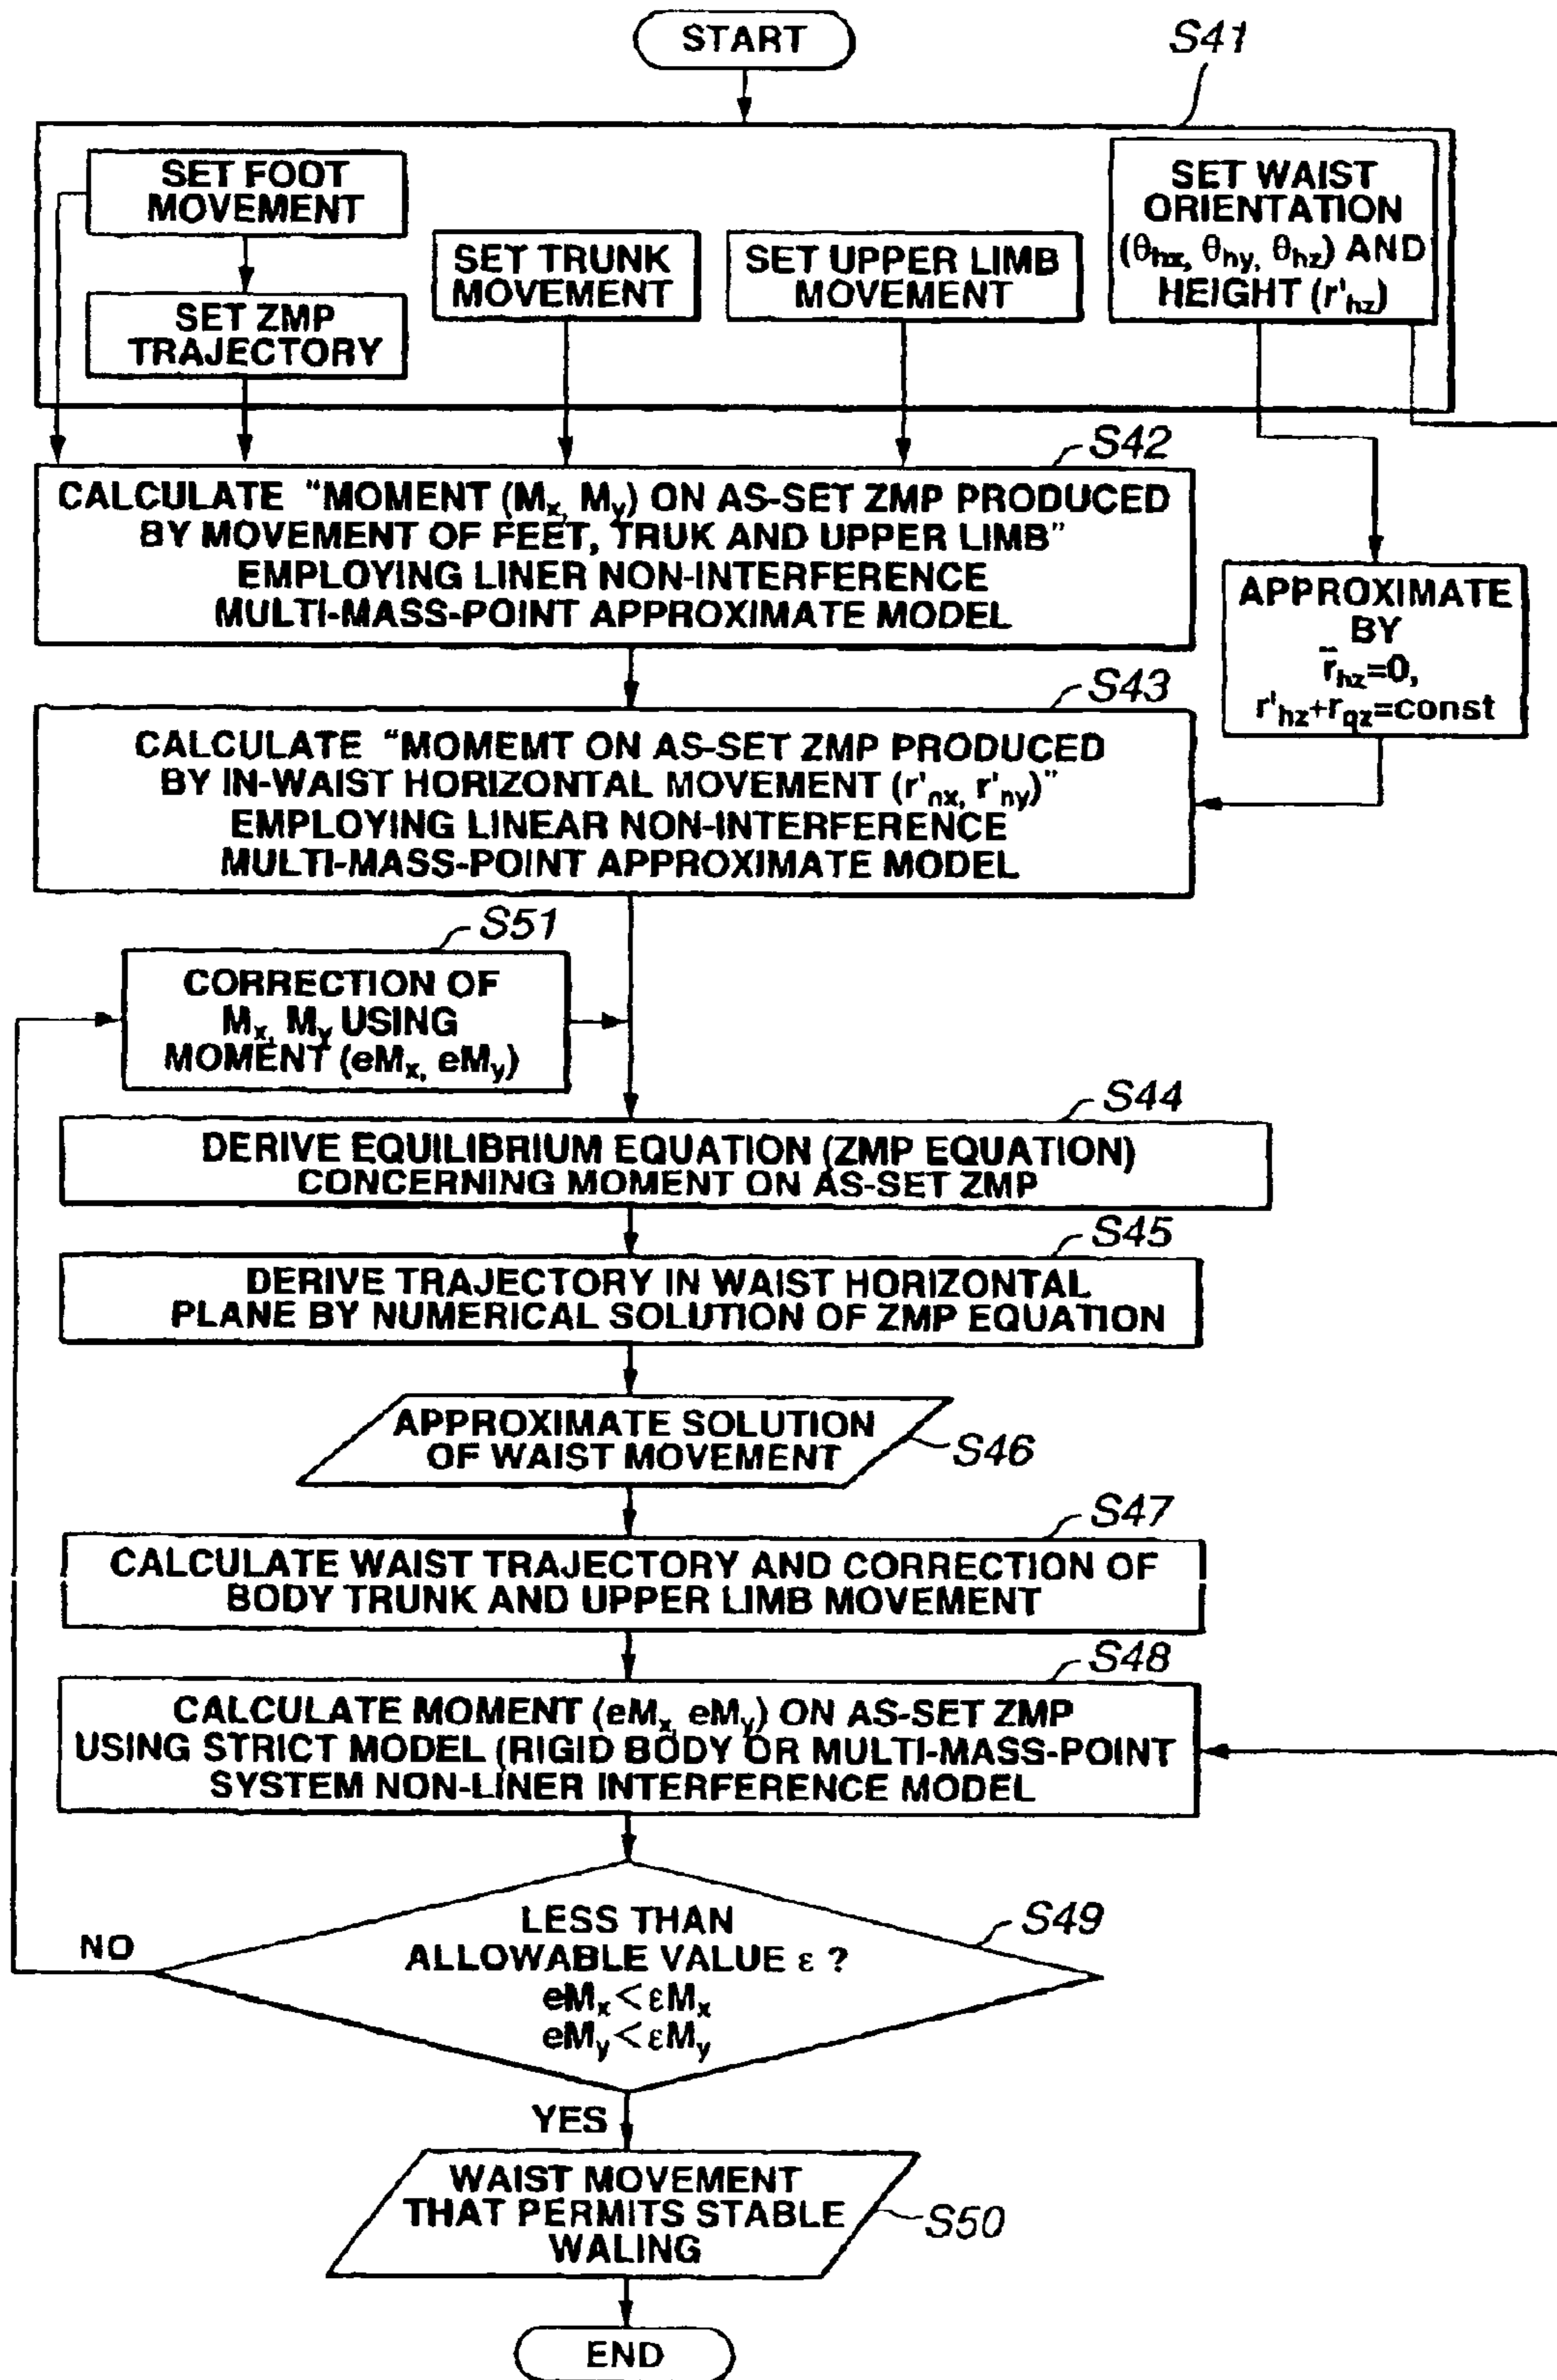 START
S41
SET FOOT
MOVEMENT
SET ZMP
TRAJECTORY
SET TRUNK
MOVEMENT
SET UPPER LIMB
MOVEMENT
SET WAIST
ORIENTATION
(θhx, θhy, θhz) AND
HEIGHT (r'hz)
S42
CALCULATE “MOMENT (Mx, My) ON AS-SET ZMP PRODUCED
BY MOVEMENT OF FEET, TRUK AND UPPER LIMB”
EMPLOYING LINER NON-INTERFERENCE
MULTI-MASS-POINT APPROXIMATE MODEL
APPROXIMATE
BY
r̄hz=0,
r'hz+rqz=const
S43
CALCULATE “MOMEMT ON AS-SET ZMP PRODUCED
BY IN-WAIST HORIZONTAL MOVEMENT (r'hx, r'hy)”
EMPLOYING LINEAR NON-INTERFERENCE
MULTI-MASS-POINT APPROXIMATE MODEL
S51
CORRECTION OF
Mx, My USING
MOMENT (eMx, eMy)
S44
DERIVE EQUILIBRIUM EQUATION (ZMP EQUATION)
CONCERNING MOMENT ON AS-SET ZMP
S45
DERIVE TRAJECTORY IN WAIST HORIZONTAL
PLANE BY NUMERICAL SOLUTION OF ZMP EQUATION
APPROXIMATE SOLUTION
OF WAIST MOVEMENT
S46
S47
CALCULATE WAIST TRAJECTORY AND CORRECTION OF
BODY TRUNK AND UPPER LIMB MOVEMENT
S48
CALCULATE MOMENT (eMx, eMy) ON AS-SET ZMP
USING STRICT MODEL (RIGID BODY OR MULTI-MASS-POINT
SYSTEM NON-LINER INTERFERENCE MODEL
S49
LESS THAN
ALLOWABLE VALUE ε ?
eMx<εMx
eMy<εMy
NO
YES
WAIST MOVEMENT
THAT PERMITS STABLE
WALING
S50
END